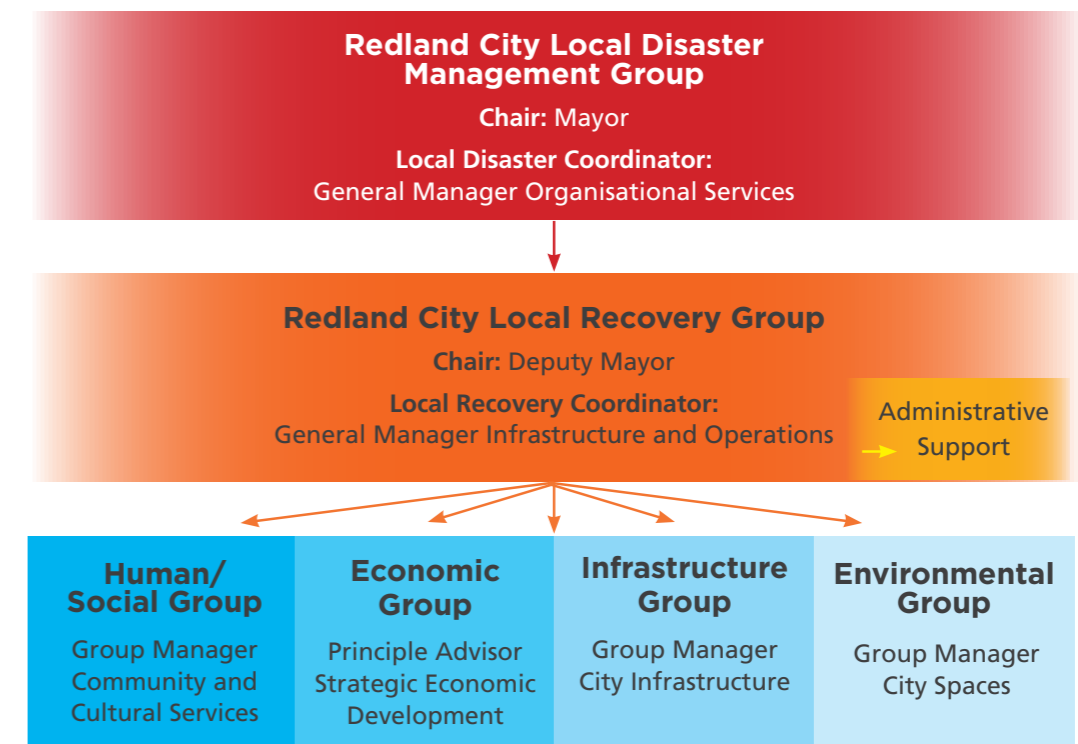 Redland City Local Disaster
Management Group
Chair: Mayor
Local Disaster Coordinator:
General Manager Organisational Services
Redland City Local Recovery Group
Chair: Deputy Mayor
Local Recovery Coordinator:
General Manager Infrastructure and Operations
Administrative
Support
Human/
Social Group
Group Manager
Community and
Cultural Services
Economic
Group
Principle Advisor
Strategic Economic
Development
Infrastructure
Group
Group Manager
City Infrastructure
Environmental
Group
Group Manager
City Spaces